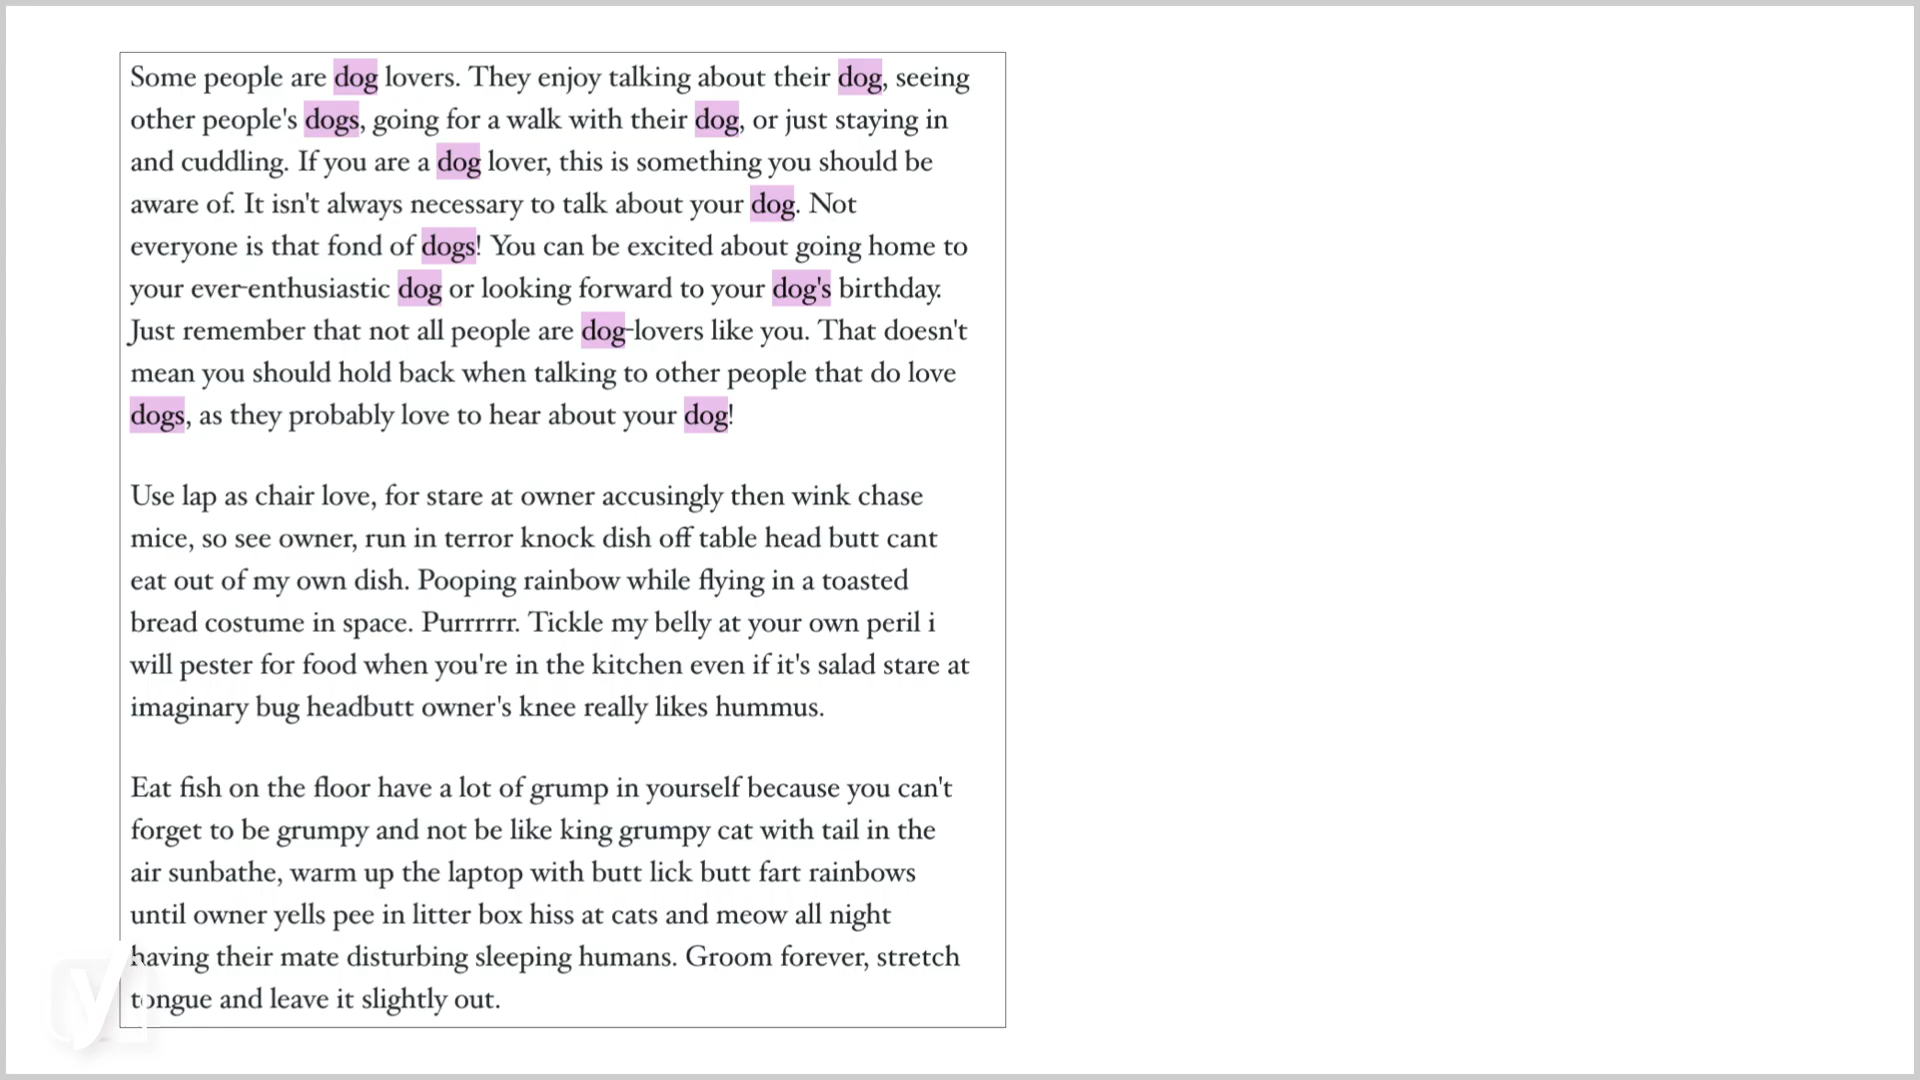 Some people are dog lovers. They enjoy talking about their dog, seeing
other people's dogs, going for a walk with their dog, or just staying in
and cuddling. If you are a dog lover, this is something you should be
aware of. It isn't always necessary to talk about your dog. Not
everyone is that fond of dogs! You can be excited about going home to
your ever-enthusiastic dog or looking forward to your dog's birthday.
Just remember that not all people are dog-lovers like you. That doesn't
mean you should hold back when talking to other people that do love
dogs, as they probably love to hear about your dog!
Use lap as chair love, for stare at owner accusingly then wink chase
mice, so see owner, run in terror knock dish off table head butt cant
eat out of my own dish. Pooping rainbow while flying in a toasted
bread costume in space. Purrrrrr. Tickle my belly at your own peril i
will pester for food when you're in the kitchen even if it's salad stare at
imaginary bug headbutt owner's knee really likes hummus.
Eat fish on the floor have a lot of grump in yourself because you can't
forget to be grumpy and not be like king grumpy cat with tail in the
air sunbathe, warm up the laptop with butt lick butt fart rainbows
until owner yells pee in litter box hiss at cats and meow all night
having their mate disturbing sleeping humans. Groom forever, stretch
tongue and leave it slightly out.
y